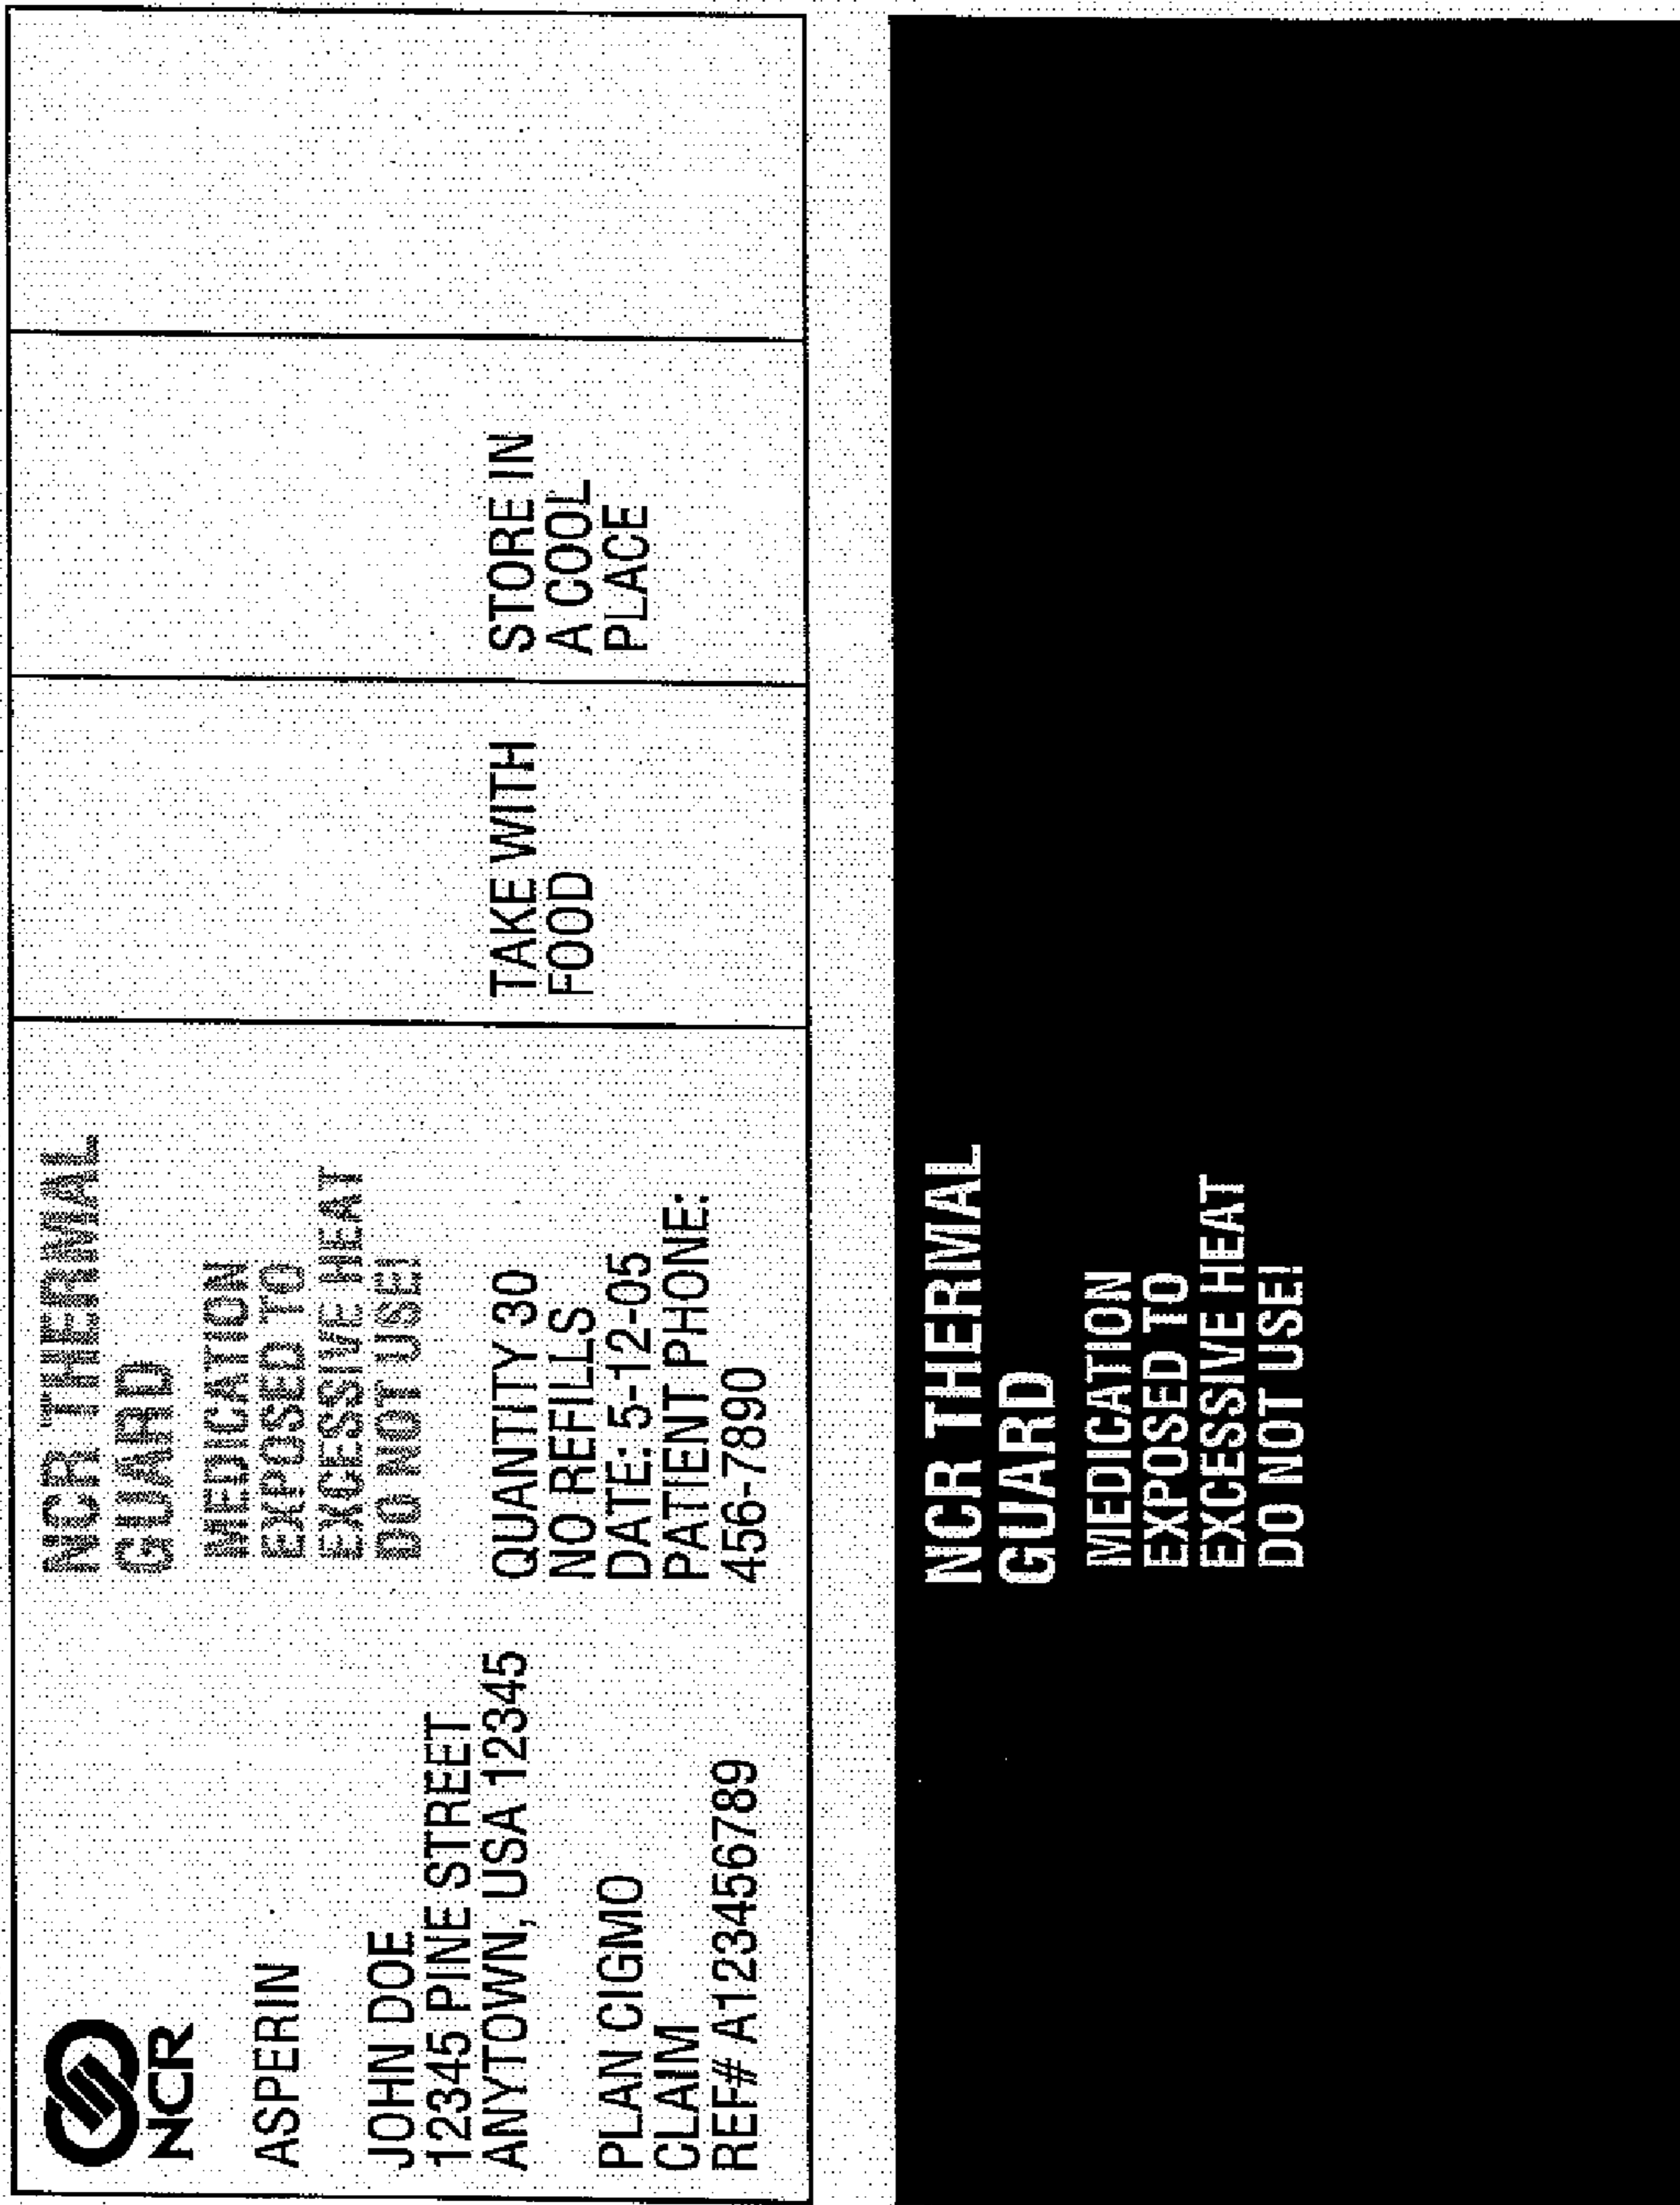 NCR
ASPERIN
JOHN DOE
12345 PINE STREET
ANYTOWN, USA 12345
PLAN CIGMO
CLAIM
REF# A123456789
NCR THERMAL
GUARD
MEDICATION
EXPOSED TO
EXCESSIVE HEAT
DO NOT USE!
QUANTITY 30
NO REFILLS
DATE: 5-12-05
PATIENT PHONE:
456-7890
TAKE WITH
FOOD
STORE IN
A COOL
PLACE
NCR THERMAL
GUARD
MEDICATION
EXPOSED TO
EXCESSIVE HEAT
DO NOT USE!